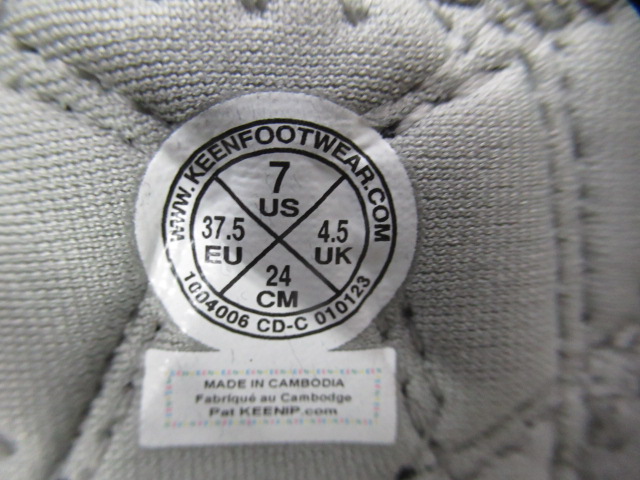 WWW.KEENFOOTWEAR.COM
7
US
37.5
EU
4.5
UK
24
CM
1004006 CD-C 010123
MADE IN CAMBODIA
Fabriqué au Cambodge
Pat KEENIP.com